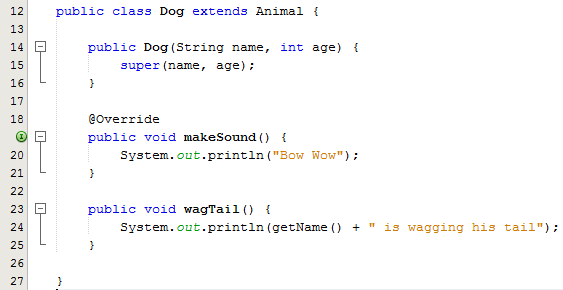 12 public class Dog extends Animal {
13
14 public Dog(String name, int age) {
15 super(name, age);
16 }
17
18 @Override
public void makeSound() {
20 System.out.println("Bow Wow");
21 }
22
23 public void wagTail() {
24 System.out.println(getName() + " is wagging his tail");
25 }
26
27 }